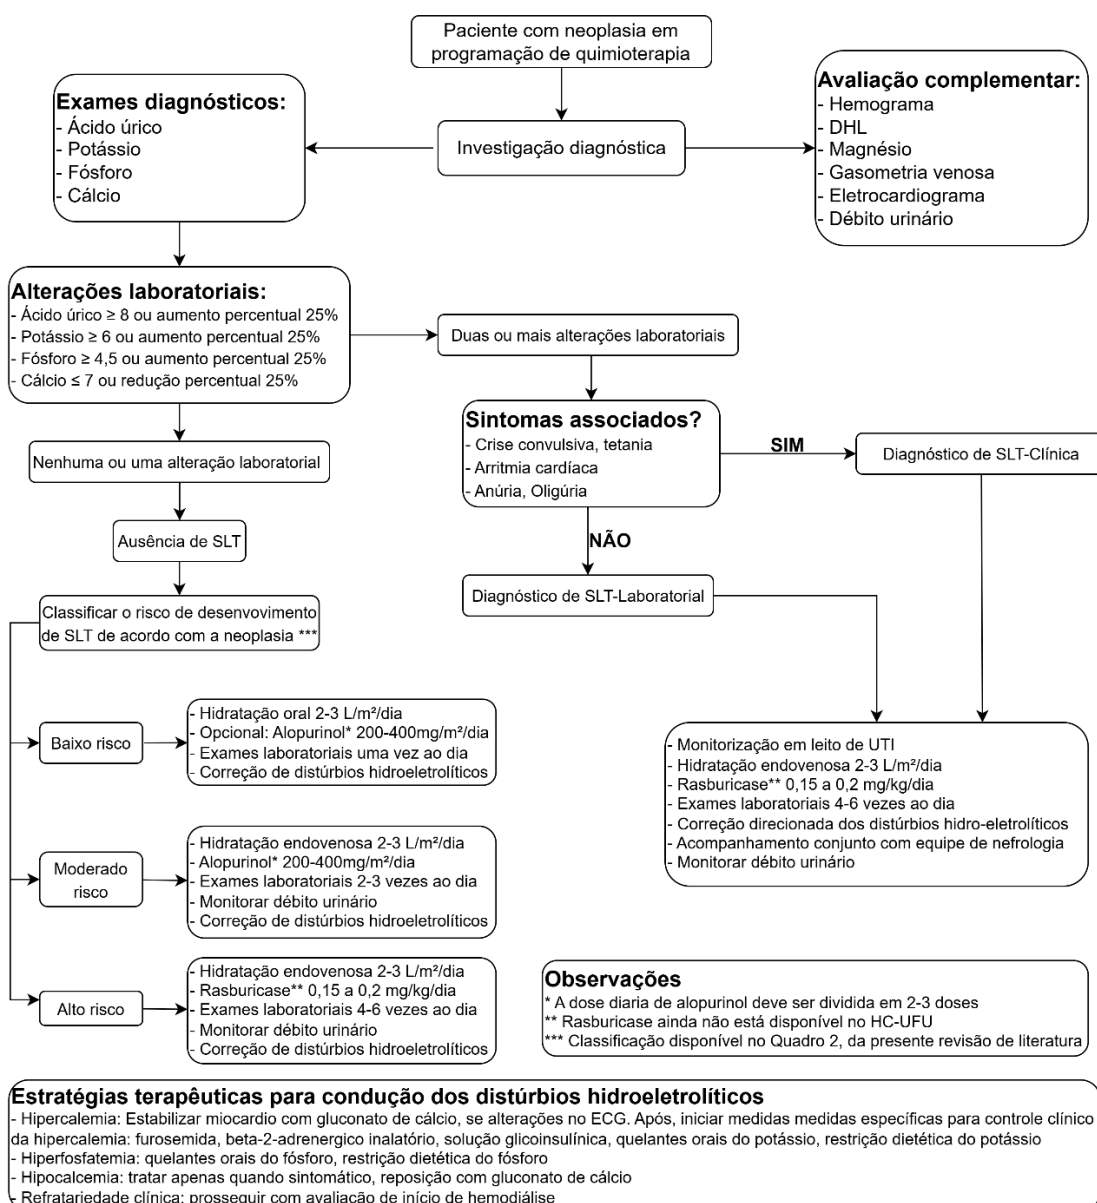 Paciente com neoplasia em
programação de quimioterapia
Exames diagnósticos:
- Ácido úrico
- Potássio
- Fósforo
- Cálcio
Investigação diagnóstica
Avaliação complementar:
- Hemograma
- DHL
- Magnésio
- Gasometria venosa
- Eletrocardiograma
- Débito urinário
Alterações laboratoriais:
- Ácido úrico ≥ 8 ou aumento percentual 25%
- Potássio ≥ 6 ou aumento percentual 25%
- Fósforo ≥ 4,5 ou aumento percentual 25%
- Cálcio ≤ 7 ou redução percentual 25%
Duas ou mais alterações laboratoriais
Sintomas associados?
- Crise convulsiva, tetania
- Arritmia cardíaca
- Anúria, Oligúria
SIM
Diagnóstico de SLT-Clínica
NÃO
Diagnóstico de SLT-Laboratorial
Nenhuma ou uma alteração laboratorial
Ausência de SLT
Classificar o risco de desenvovimento
de SLT de acordo com a neoplasia ***
Baixo risco
- Hidratação oral 2-3 L/m²/dia
- Opcional: Alopurinol* 200-400mg/m²/dia
- Exames laboratoriais uma vez ao dia
- Correção de distúrbios hidroeletrolíticos
Moderado
risco
- Hidratação endovenosa 2-3 L/m²/dia
- Alopurinol* 200-400mg/m²/dia
- Exames laboratoriais 2-3 vezes ao dia
- Monitorar débito urinário
- Correção de distúrbios hidroeletrolíticos
Alto risco
- Hidratação endovenosa 2-3 L/m²/dia
- Rasburicase** 0,15 a 0,2 mg/kg/dia
- Exames laboratoriais 4-6 vezes ao dia
- Monitorar débito urinário
- Correção de distúrbios hidroeletrolíticos
- Monitorização em leito de UTI
- Hidratação endovenosa 2-3 L/m²/dia
- Rasburicase** 0,15 a 0,2 mg/kg/dia
- Exames laboratoriais 4-6 vezes ao dia
- Correção direcionada dos distúrbios hidro-eletrolíticos
- Acompanhamento conjunto com equipe de nefrologia
- Monitorar débito urinário
Observações
* A dose diaria de alopurinol deve ser dividida em 2-3 doses
** Rasburicase ainda não está disponível no HC-UFU
*** Classificação disponível no Quadro 2, da presente revisão de literatura
Estratégias terapêuticas para condução dos distúrbios hidroeletrolíticos
- Hipercalemia: Estabilizar miocardio com gluconato de cálcio, se alterações no ECG. Após, iniciar medidas medidas específicas para controle clínico
da hipercalemia: furosemida, beta-2-adrenergico inalatório, solução glicoinsulínica, quelantes orais do potássio, restrição dietética do potássio
- Hiperfosfatemia: quelantes orais do fósforo, restrição dietética do fósforo
- Hipocalcemia: tratar apenas quando sintomático, reposição com gluconato de cálcio
- Refratariedade clínica: prosseguir com avaliação de início de hemodiálise